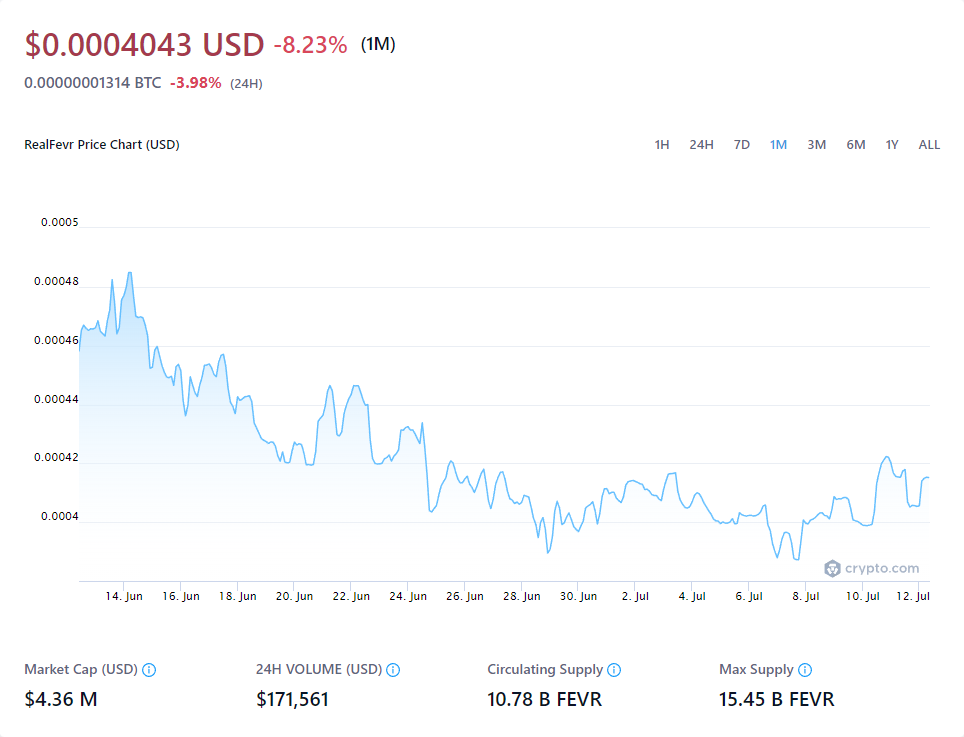 $0.0004043 USD -8.23% (1M)
0.00000001314 BTC -3.98% (24H)
RealFevr Price Chart (USD) 1H 24H 7D 1M 3M 6M 1Y ALL
0.0005
0.00048
0.00046
0.00044
0.00042
0.0004
crypto.com
14. Jun 16. Jun 18. Jun 20. Jun 22. Jun 24. Jun 26. Jun 28. Jun 30. Jun 2. Jul 4. Jul 6. Jul 8. Jul 10. Jul 12. Jul
Market Cap (USD) 24H VOLUME (USD) Circulating Supply Max Supply
$4.36 M $171,561 10.78 B FEVR 15.45 B FEVR